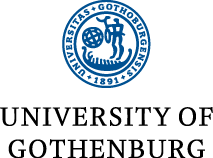 UNIVERSITAS · GOTHOBURGENSIS
· 1891 ·
UNIVERSITY OF
GOTHENBURG